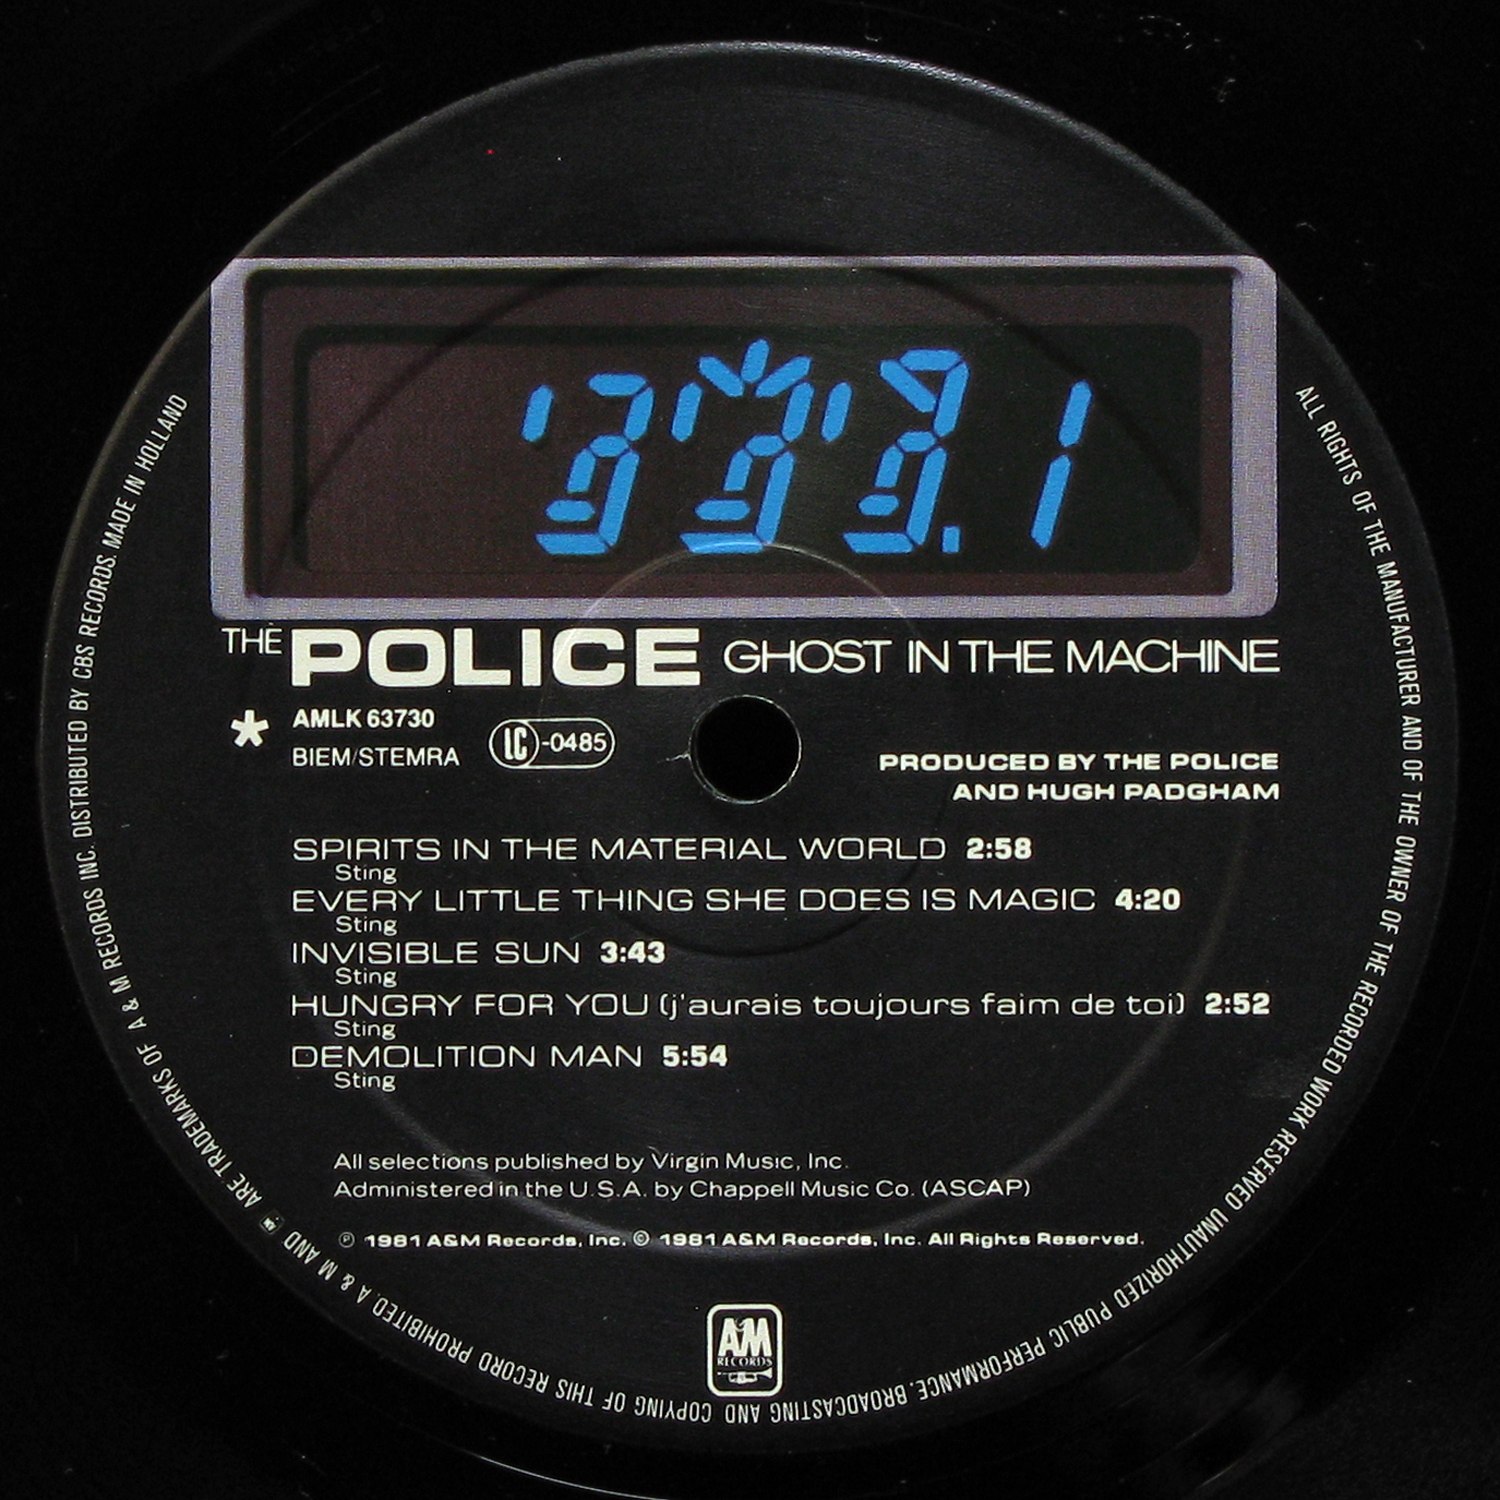 THE POLICE GHOST IN THE MACHINE
* AMLK 63730
BIEM/STEMRA
LC-0485
PRODUCED BY THE POLICE
AND HUGH PADGHAM
SPIRITS IN THE MATERIAL WORLD 2:58
Sting
EVERY LITTLE THING SHE DOES IS MAGIC 4:20
Sting
INVISIBLE SUN 3:43
Sting
HUNGRY FOR YOU (j'aurais toujours faim de toi) 2:52
Sting
DEMOLITION MAN 5:54
Sting
All selections published by Virgin Music, Inc.
Administered in the U.S.A. by Chappell Music Co. (ASCAP)
℗ 1981 A&M Records, Inc. © 1981 A&M Records, Inc. All Rights Reserved.
AM
RECORDS
ALL RIGHTS OF THE MANUFACTURER AND OF THE OWNER OF THE RECORDED WORK RESERVED UNAUTHORIZED PUBLIC PERFORMANCE. BROADCASTING AND COPYING OF THIS RECORD PROHIBITED. A & M AND AM ARE TRADEMARKS OF A & M RECORDS INC. DISTRIBUTED BY CBS RECORDS. MADE IN HOLLAND